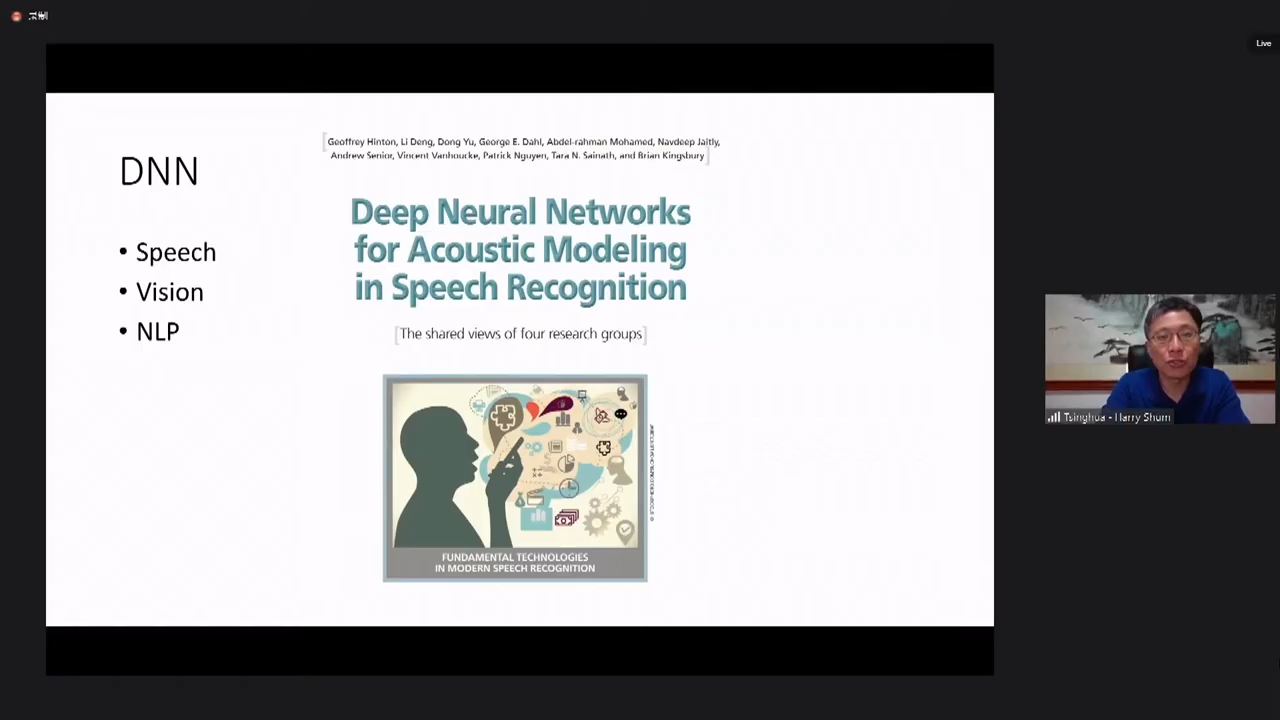 Live
DNN
• Speech
• Vision
• NLP
Geoffrey Hinton, Li Deng, Dong Yu, George E. Dahl, Abdel-rahman Mohamed, Navdeep Jaitly,
Andrew Senior, Vincent Vanhoucke, Patrick Nguyen, Tara N. Sainath, and Brian Kingsbury
Deep Neural Networks
for Acoustic Modeling
in Speech Recognition
[The shared views of four research groups]
FUNDAMENTAL TECHNOLOGIES
IN MODERN SPEECH RECOGNITION
Tsinghua - Harry Shum